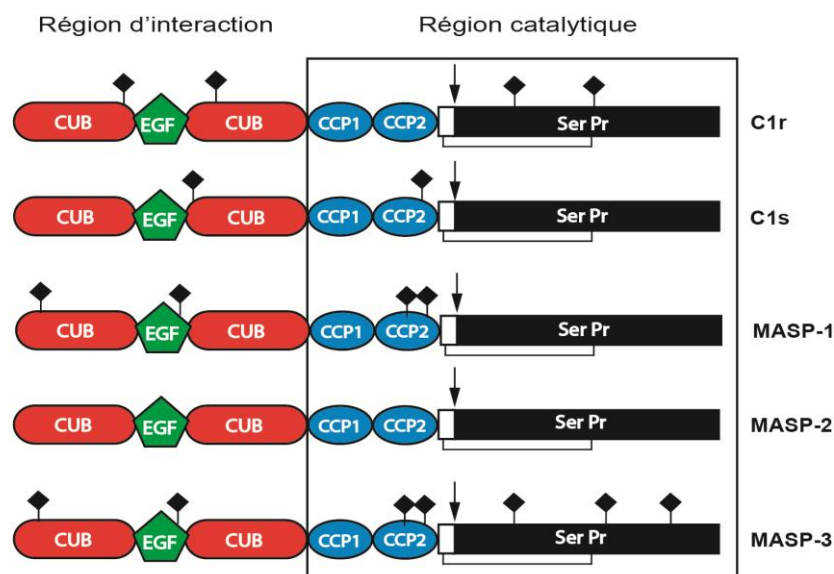 Région d'interaction Région catalytique
CUB EGF CUB CCP1 CCP2 Ser Pr C1r
CUB EGF CUB CCP1 CCP2 Ser Pr C1s
CUB EGF CUB CCP1 CCP2 Ser Pr MASP-1
CUB EGF CUB CCP1 CCP2 Ser Pr MASP-2
CUB EGF CUB CCP1 CCP2 Ser Pr MASP-3